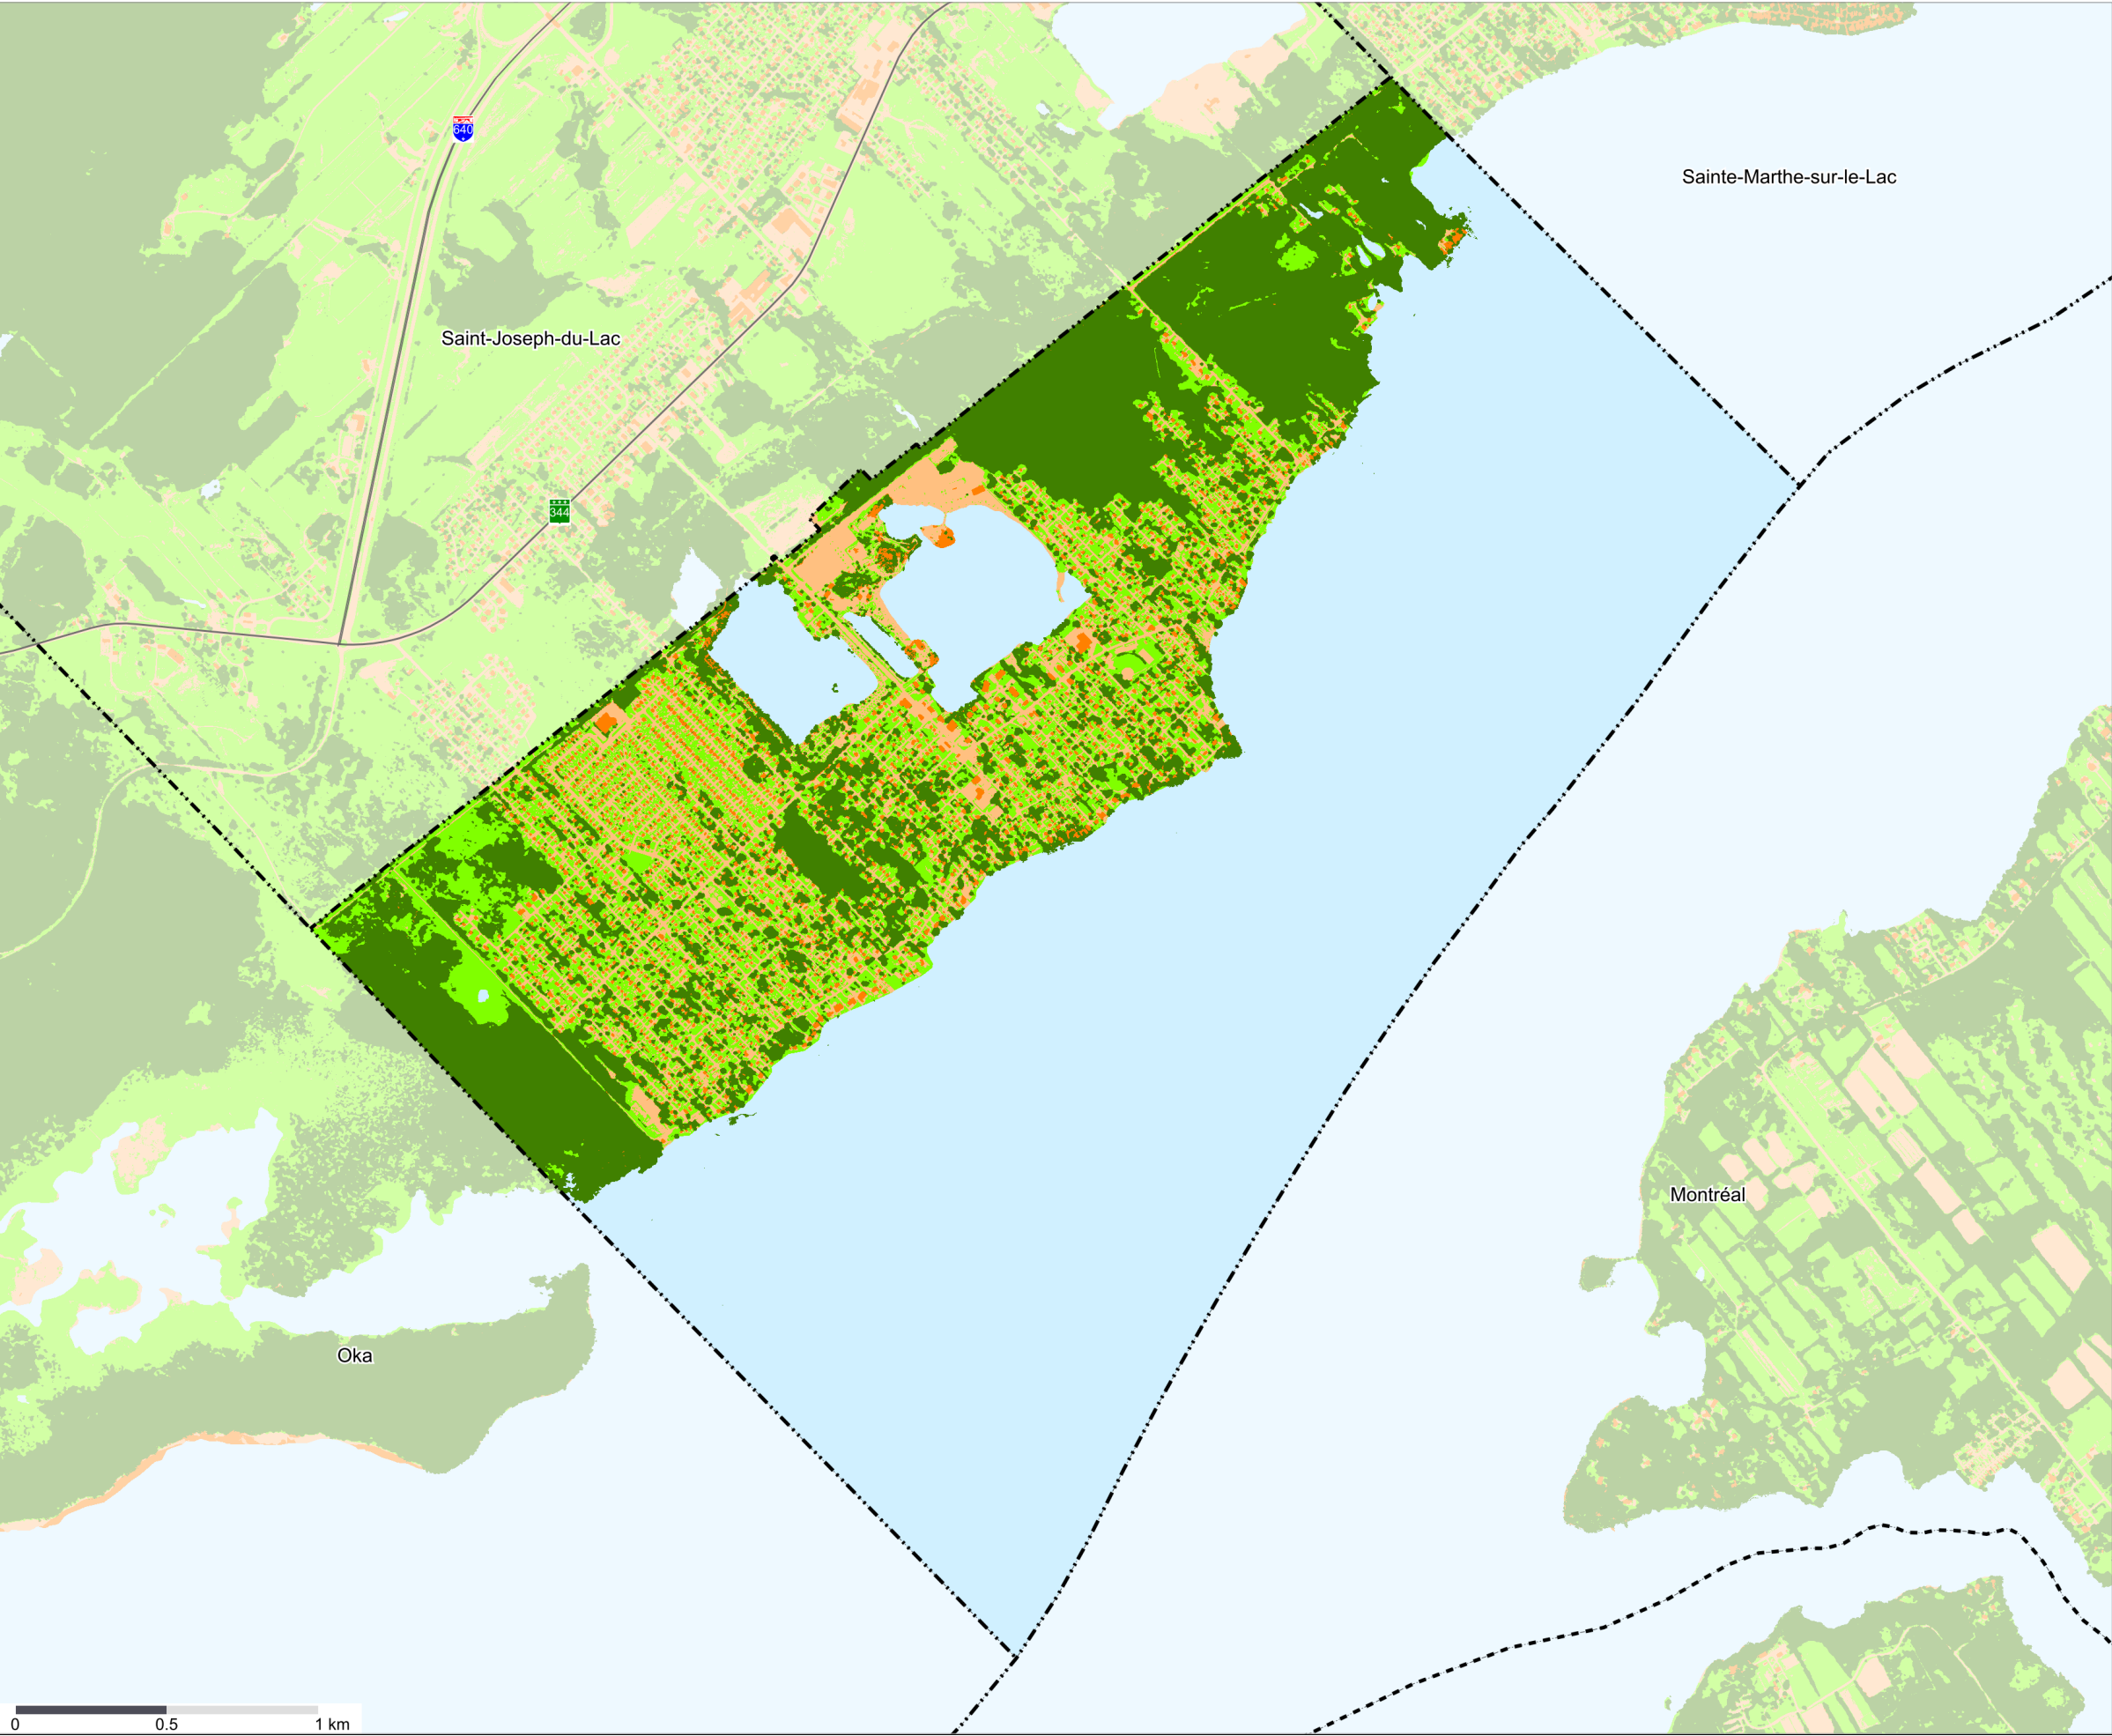 640
Sainte-Marthe-sur-le-Lac
Saint-Joseph-du-Lac
344
Montréal
Oka
0 0.5 1 km